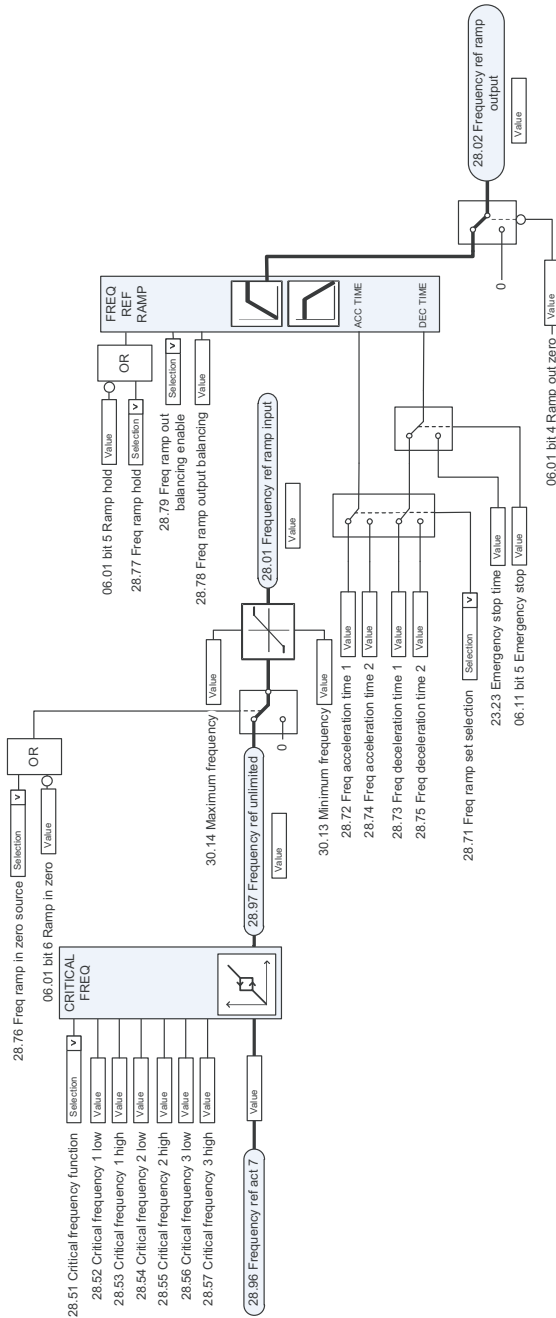 28.76 Freq ramp in zero source
Selection
v
06.01 bit 6 Ramp in zero
Value
OR
28.51 Critical frequency function
Selection
v
28.52 Critical frequency 1 low
Value
28.53 Critical frequency 1 high
Value
28.54 Critical frequency 2 low
Value
28.55 Critical frequency 2 high
Value
28.56 Critical frequency 3 low
Value
28.57 Critical frequency 3 high
Value
CRITICAL
FREQ
28.96 Frequency ref act 7
Value
28.97 Frequency ref unlimited
Value
0
30.14 Maximum frequency
Value
30.13 Minimum frequency
Value
28.01 Frequency ref ramp input
Value
06.01 bit 5 Ramp hold
Value
28.77 Freq ramp hold
Selection
v
OR
28.79 Freq ramp out
balancing enable
Selection
v
28.78 Freq ramp output balancing
Value
FREQ
REF
RAMP
ACC TIME
DEC TIME
28.72 Freq acceleration time 1
Value
28.74 Freq acceleration time 2
Value
28.73 Freq deceleration time 1
Value
28.75 Freq deceleration time 2
Value
28.71 Freq ramp set selection
Selection
v
23.23 Emergency stop time
Value
06.11 bit 5 Emergency stop
Value
0
06.01 bit 4 Ramp out zero
Value
28.02 Frequency ref ramp
output
Value